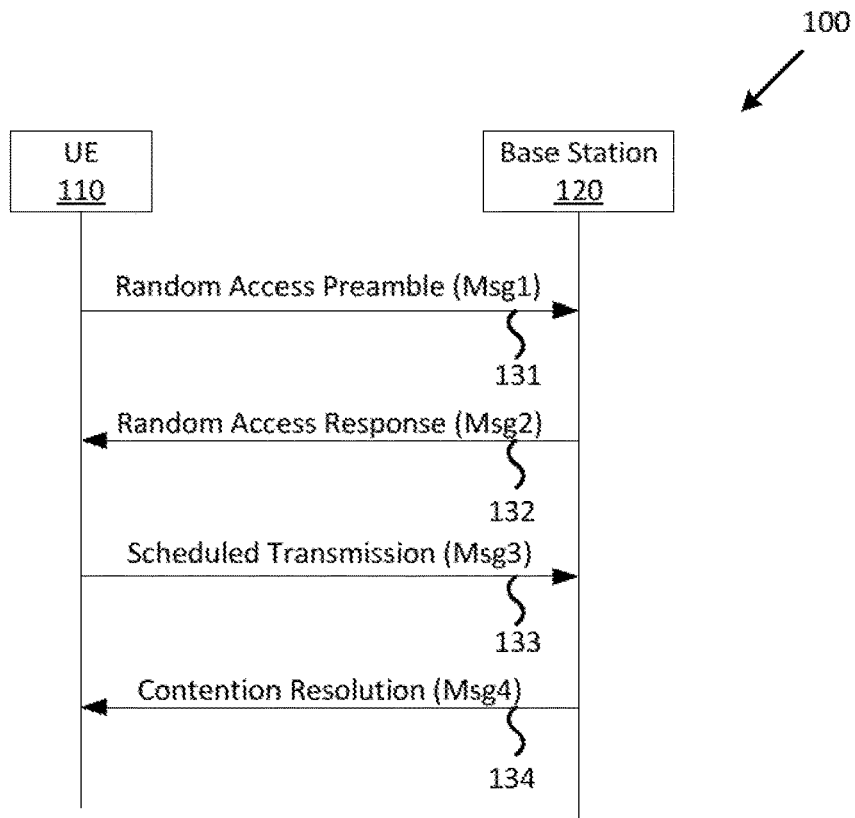 100
UE
110
Base Station
120
Random Access Preamble (Msg1)
131
Random Access Response (Msg2)
132
Scheduled Transmission (Msg3)
133
Contention Resolution (Msg4)
134